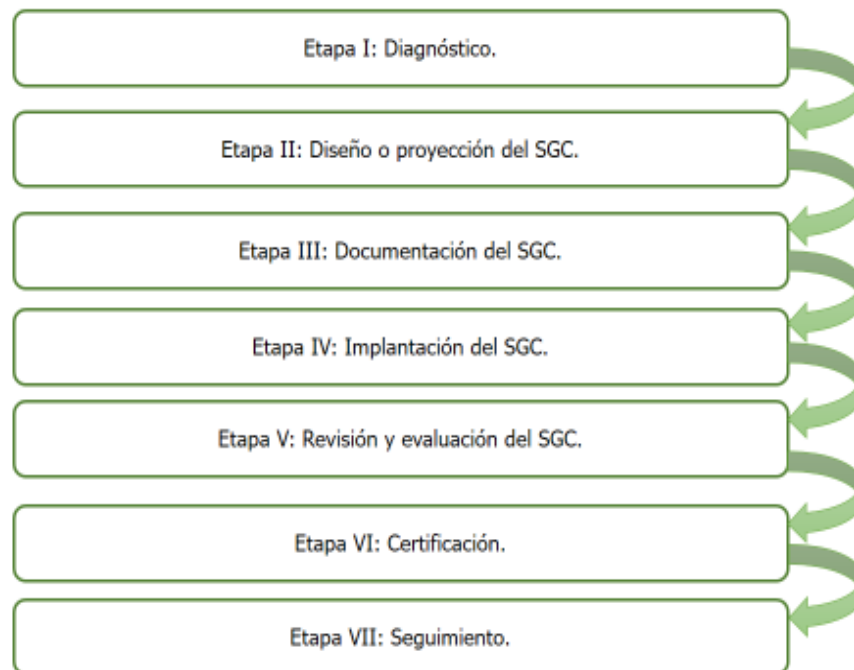 Etapa I: Diagnóstico.
Etapa II: Diseño o proyección del SGC.
Etapa III: Documentación del SGC.
Etapa IV: Implantación del SGC.
Etapa V: Revisión y evaluación del SGC.
Etapa VI: Certificación.
Etapa VII: Seguimiento.